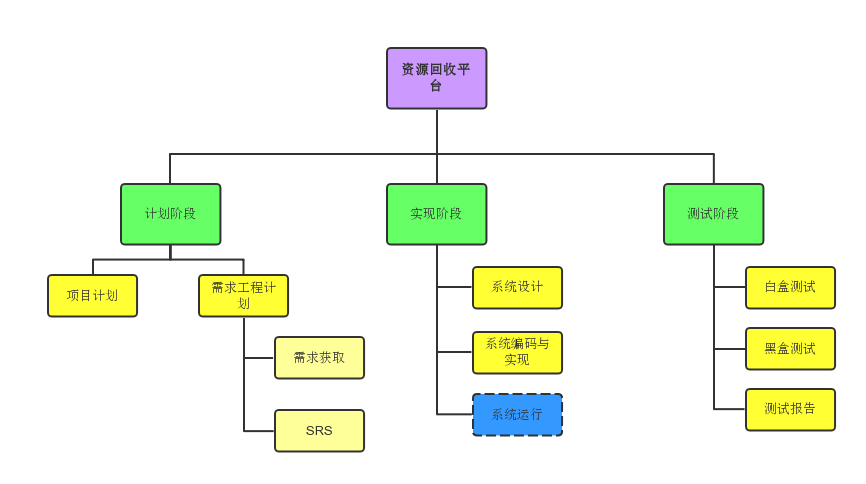 资源回收平
台
计划阶段
实现阶段
测试阶段
项目计划
需求工程计
划
需求获取
SRS
系统设计
系统编码与
实现
系统运行
白盒测试
黑盒测试
测试报告